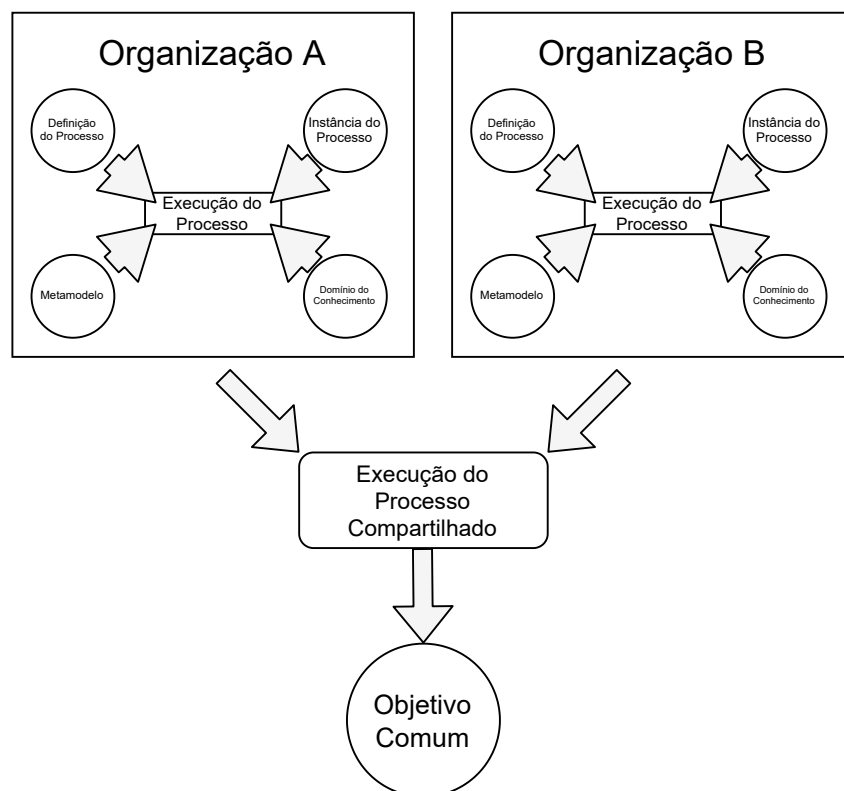 Organização A
Definição
do Processo
Instância do
Processo
Execução do
Processo
Metamodelo
Domínio do
Conhecimento
Organização B
Definição
do Processo
Instância do
Processo
Execução do
Processo
Metamodelo
Domínio do
Conhecimento
Execução do
Processo
Compartilhado
Objetivo
Comum